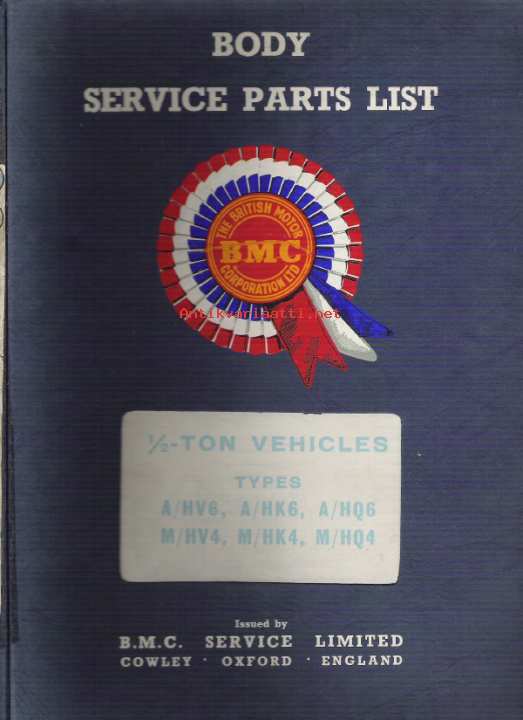 BODY
SERVICE PARTS LIST
THE BRITISH MOTOR
BMC
CORPORATION LTD
Antikvariaatti.net
½-TON VEHICLES
TYPES
A/HV6, A/HK6, A/HQ6
M/HV4, M/HK4, M/HQ4
Issued by
B.M.C. SERVICE LIMITED
COWLEY · OXFORD · ENGLAND